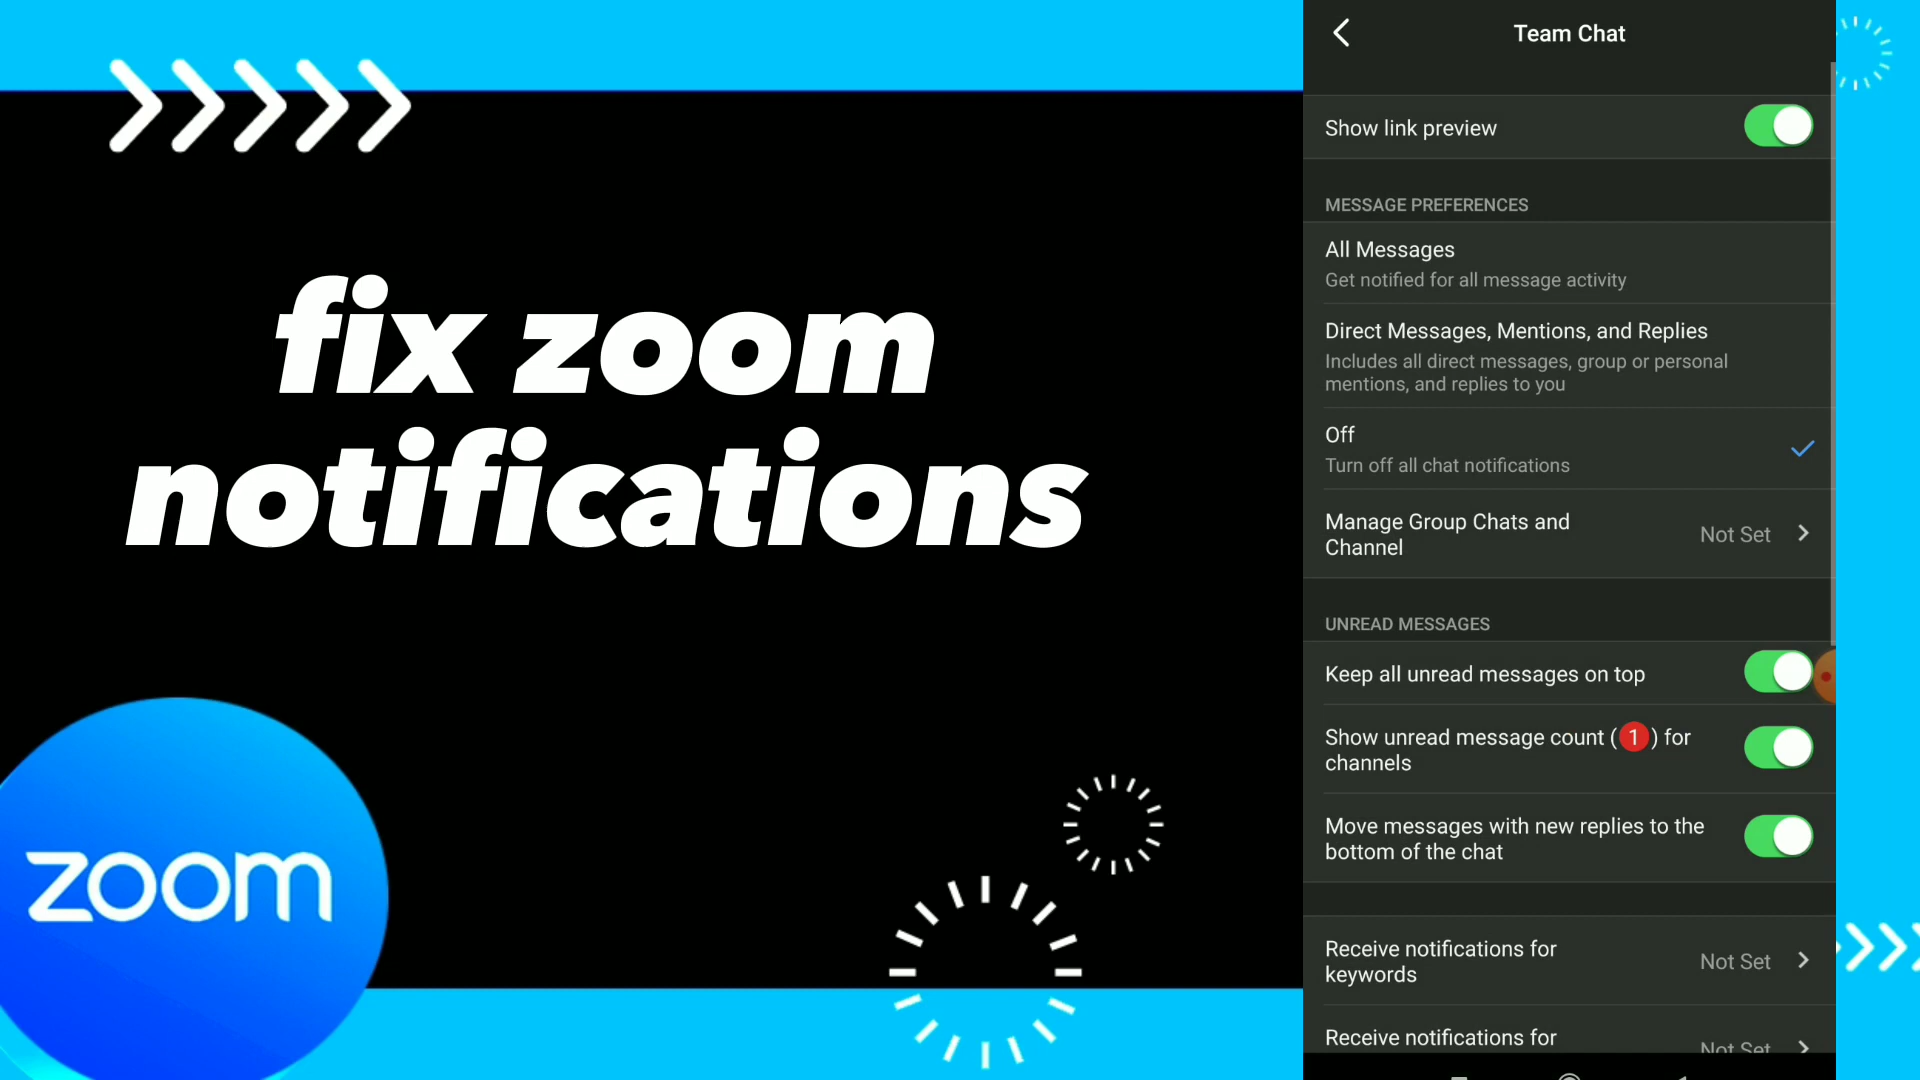 fix zoom
notifications
zoom
Team Chat
Show link preview
MESSAGE PREFERENCES
All Messages
Get notified for all message activity
Direct Messages, Mentions, and Replies
Includes all direct messages, group or personal
mentions, and replies to you
Off
Turn off all chat notifications
Manage Group Chats and
Channel
Not Set
UNREAD MESSAGES
Keep all unread messages on top
Show unread message count (1) for
channels
Move messages with new replies to the
bottom of the chat
Receive notifications for
keywords
Not Set
Receive notifications for
Not Set